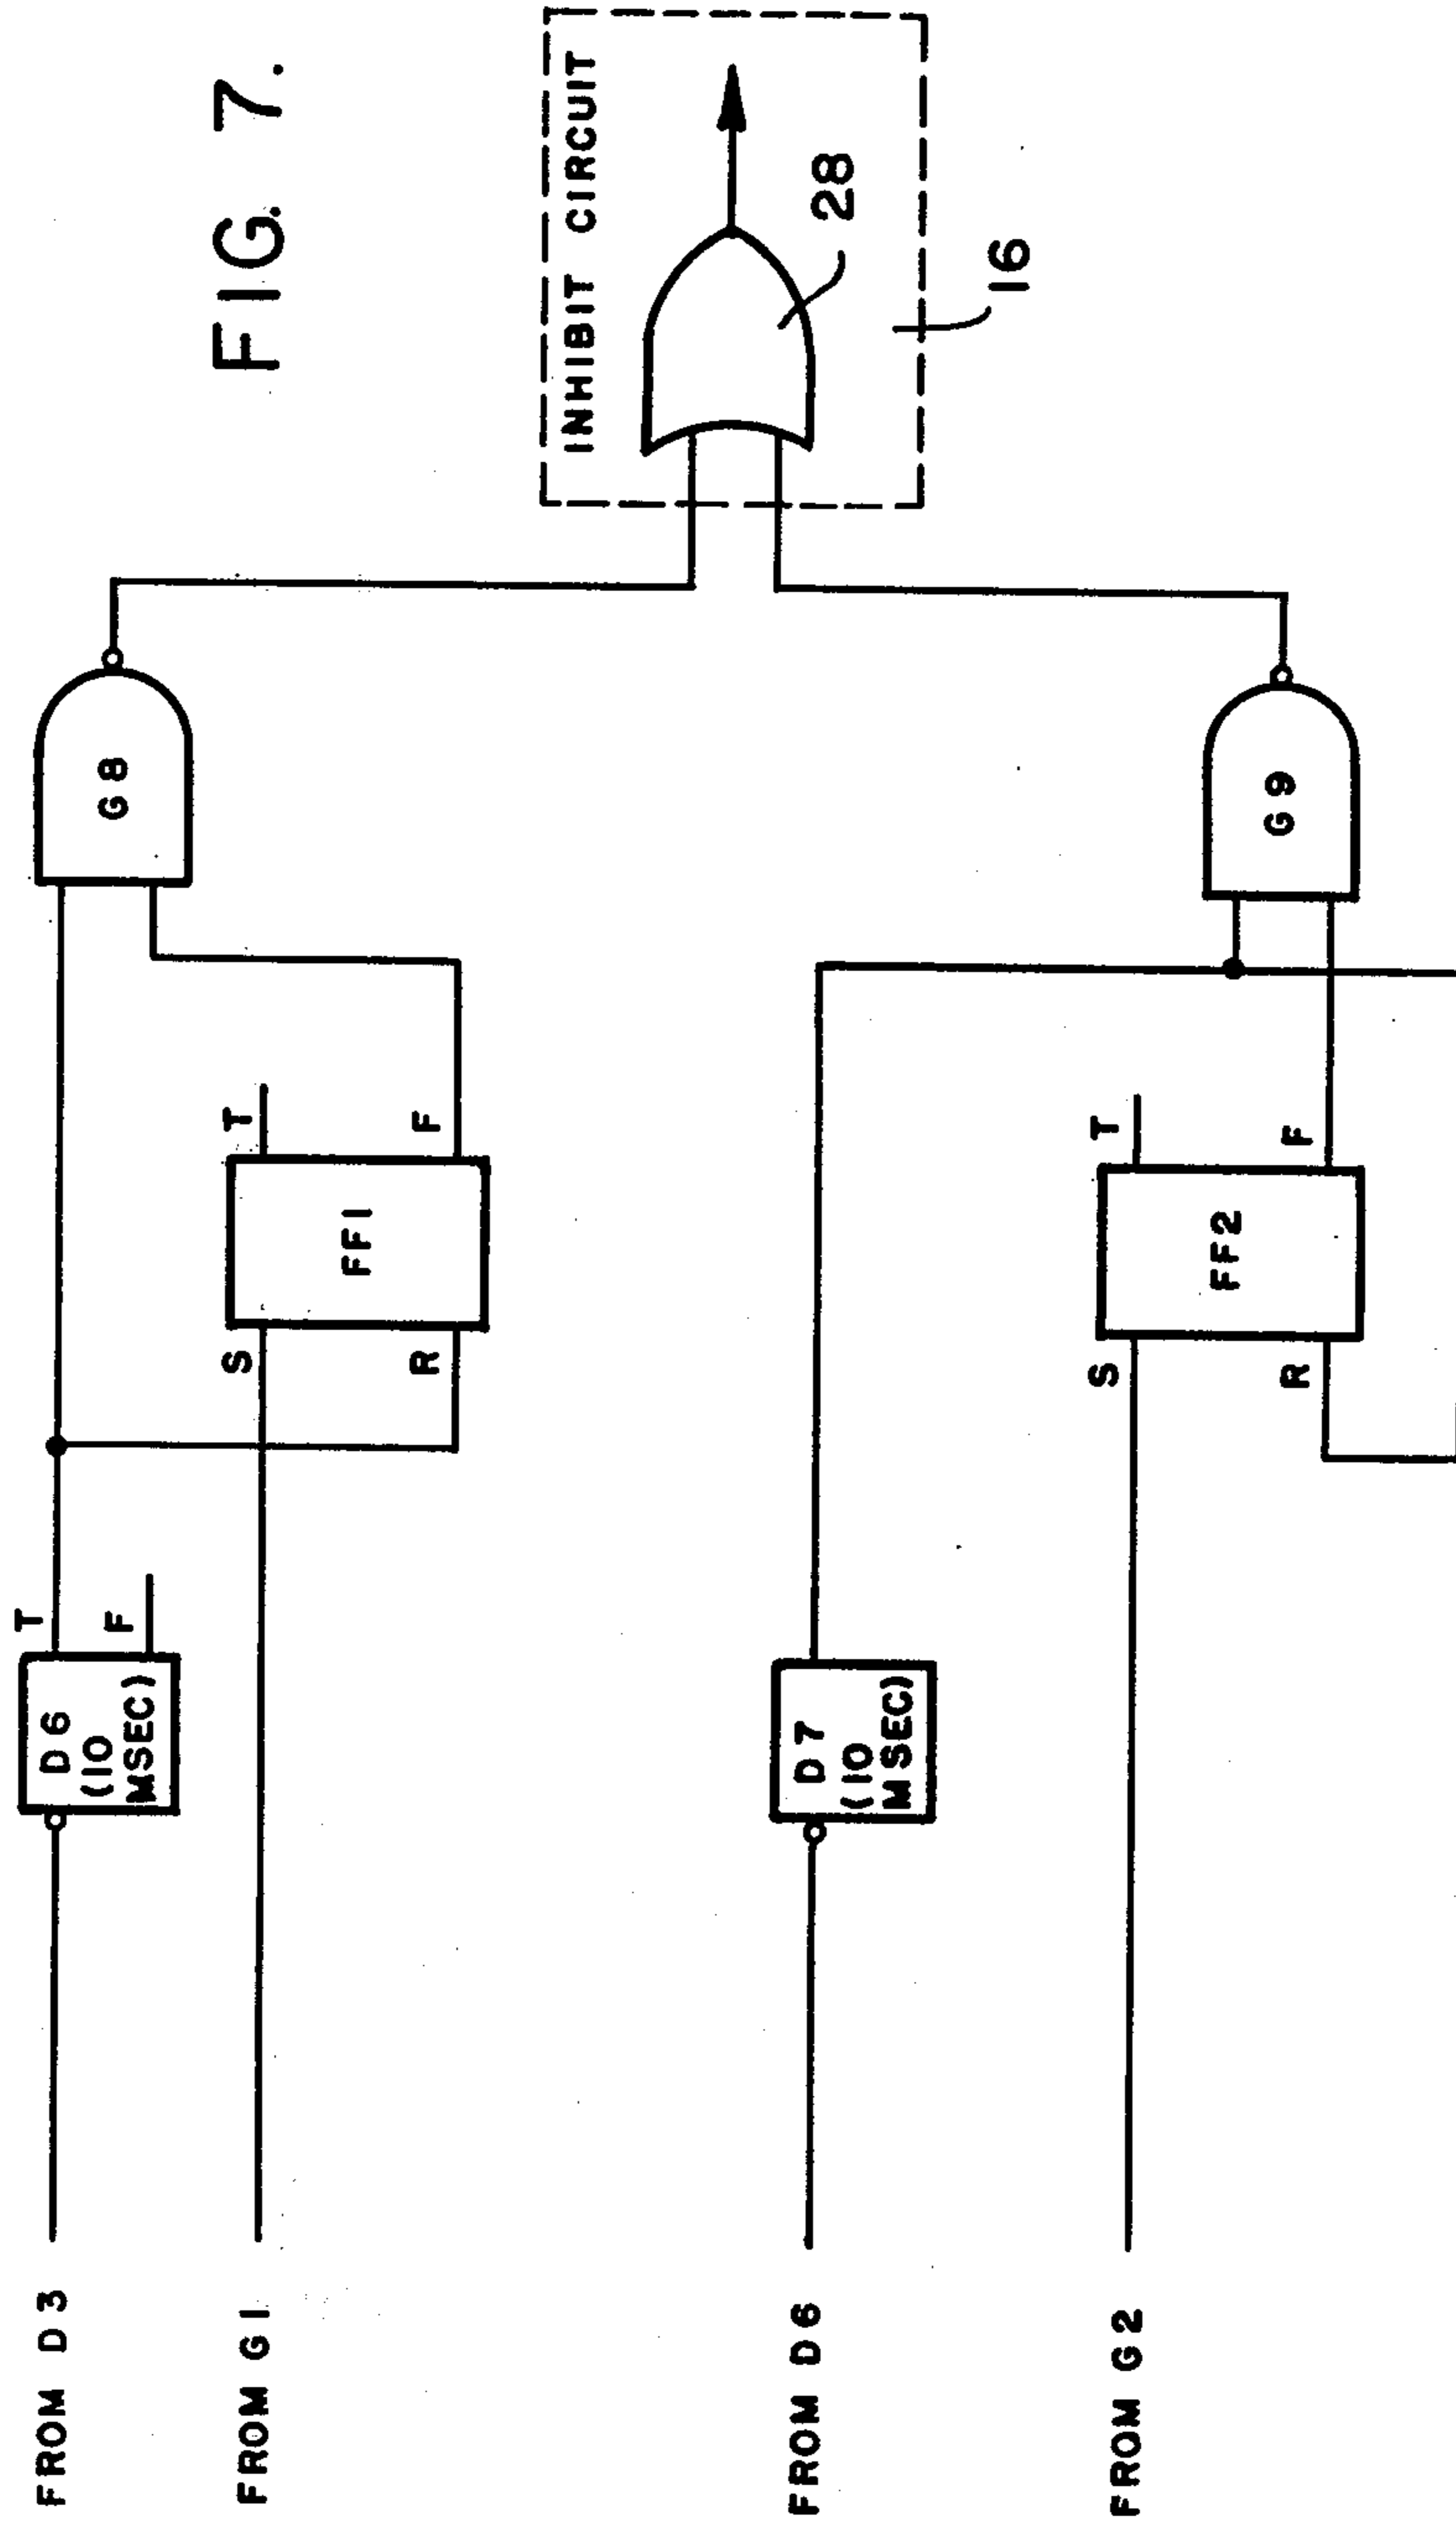 FIG. 7.
FROM D3
D6
(10
MSEC)
T
F
G8
FROM G1
S
R
FF1
T
F
INHIBIT CIRCUIT
28
16
FROM D6
D7
(10
MSEC)
FROM G2
S
R
FF2
T
F
G9